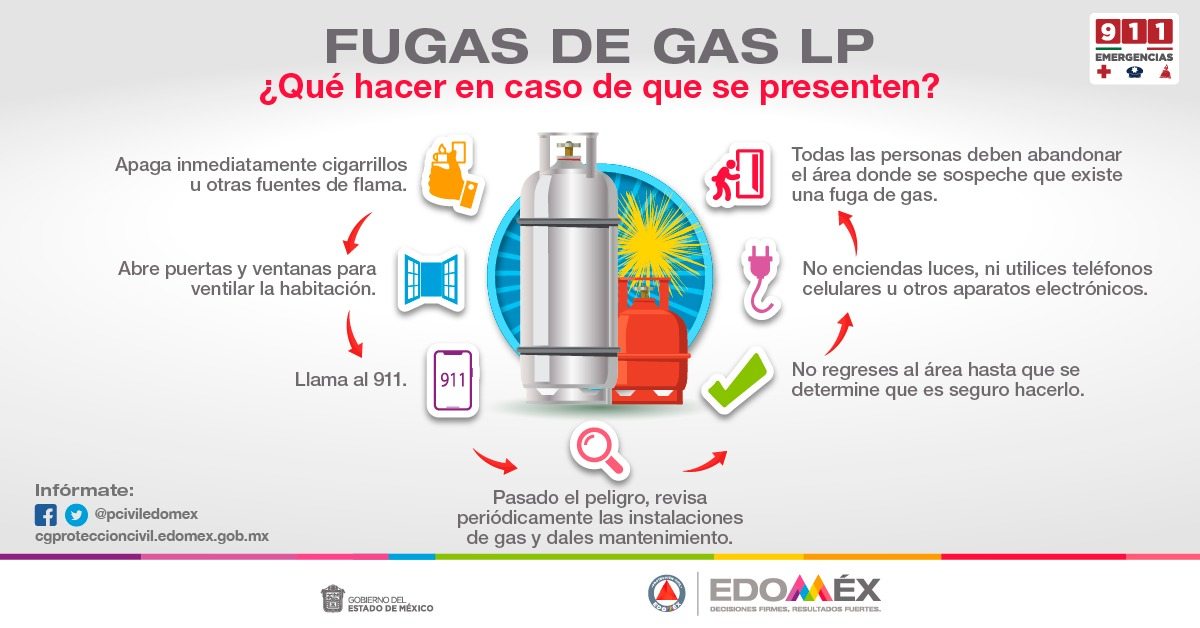 FUGAS DE GAS LP
¿Qué hacer en caso de que se presenten?
911
EMERGENCIAS
Apaga inmediatamente cigarrillos
u otras fuentes de flama.
Abre puertas y ventanas para
ventilar la habitación.
Llama al 911.
911
Pasado el peligro, revisa
periódicamente las instalaciones
de gas y dales mantenimiento.
No regreses al área hasta que se
determine que es seguro hacerlo.
No enciendas luces, ni utilices teléfonos
celulares u otros aparatos electrónicos.
Todas las personas deben abandonar
el área donde se sospeche que existe
una fuga de gas.
Infórmate:
@pciviledomex
cgproteccioncivil.edomex.gob.mx
GOBIERNO DEL
ESTADO DE MÉXICO
EDOMÉX
DECISIONES FIRMES, RESULTADOS FUERTES.